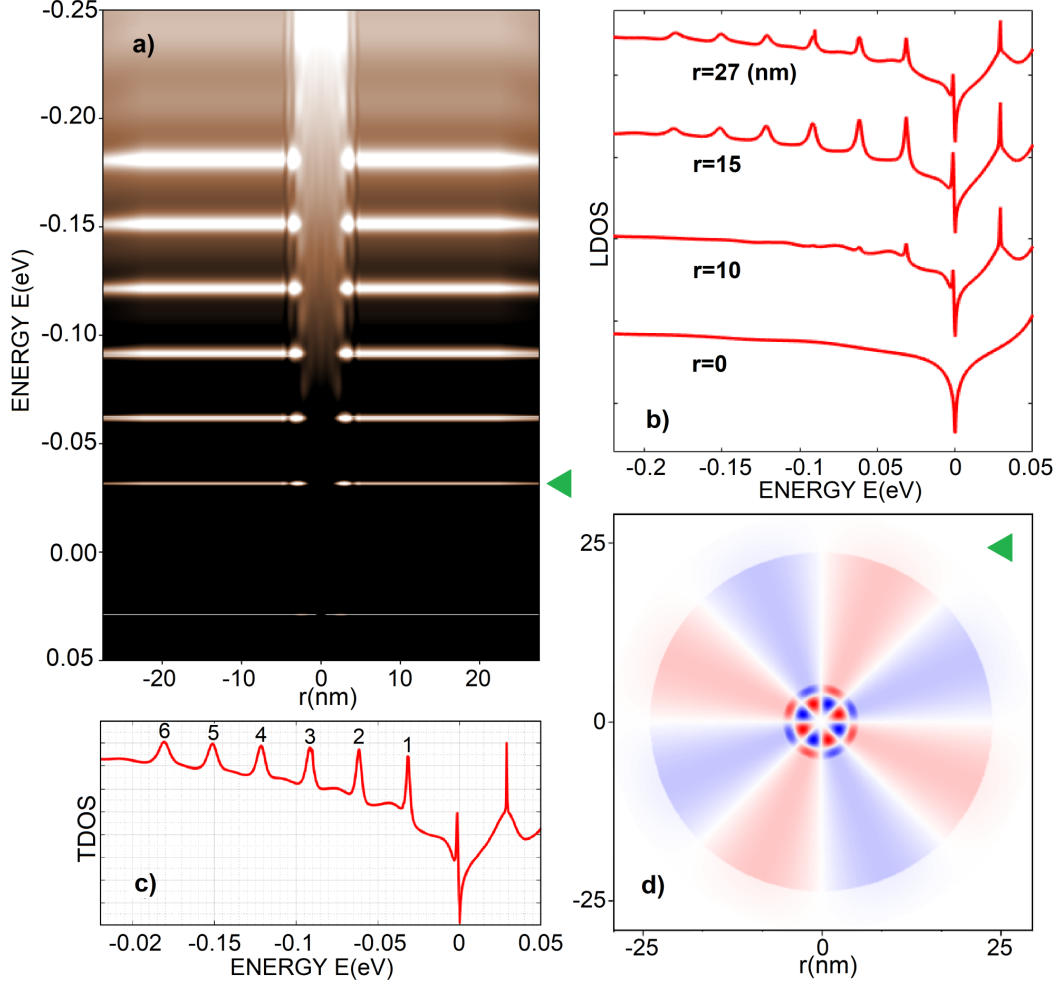 a)
-0.25
-0.20
-0.15
-0.10
-0.05
0.00
0.05
ENERGY E(eV)
-20 -10 0 10 20
r(nm)
b)
r=27 (nm)
r=15
r=10
r=0
LDOS
-0.2 -0.15 -0.1 -0.05 0 0.05
ENERGY E(eV)
6 5 4 3 2 1
TDOS
c)
-0.02 -0.15 -0.1 -0.05 0 0.05
ENERGY E(eV)
25
0
-25
d)
-25 0 25
r(nm)